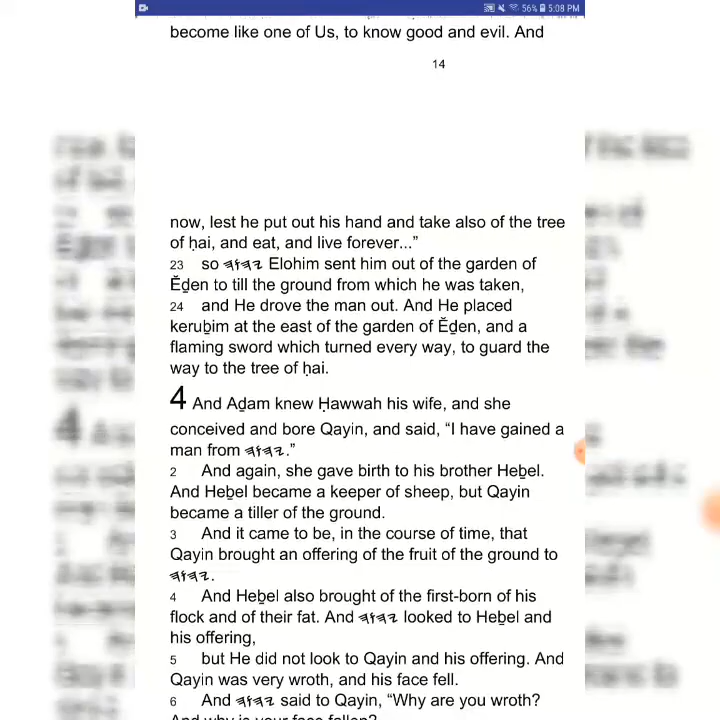 56% 5:08 PM
become like one of Us, to know good and evil. And
14
now, lest he put out his hand and take also of the tree
of ḥai, and eat, and live forever...”
23 so 𐤉𐤄𐤅𐤄 Elohim sent him out of the garden of
Ěḏen to till the ground from which he was taken,
24 and He drove the man out. And He placed
keruḇim at the east of the garden of Ěḏen, and a
flaming sword which turned every way, to guard the
way to the tree of ḥai.
4 And Aḏam knew Ḥawwah his wife, and she
conceived and bore Qayin, and said, “I have gained a
man from 𐤉𐤄𐤅𐤄.”
2 And again, she gave birth to his brother Heḇel.
And Heḇel became a keeper of sheep, but Qayin
became a tiller of the ground.
3 And it came to be, in the course of time, that
Qayin brought an offering of the fruit of the ground to
𐤉𐤄𐤅𐤄.
4 And Heḇel also brought of the first-born of his
flock and of their fat. And 𐤉𐤄𐤅𐤄 looked to Heḇel and
his offering,
5 but He did not look to Qayin and his offering. And
Qayin was very wroth, and his face fell.
6 And 𐤉𐤄𐤅𐤄 said to Qayin, “Why are you wroth?
And why is your face fallen?